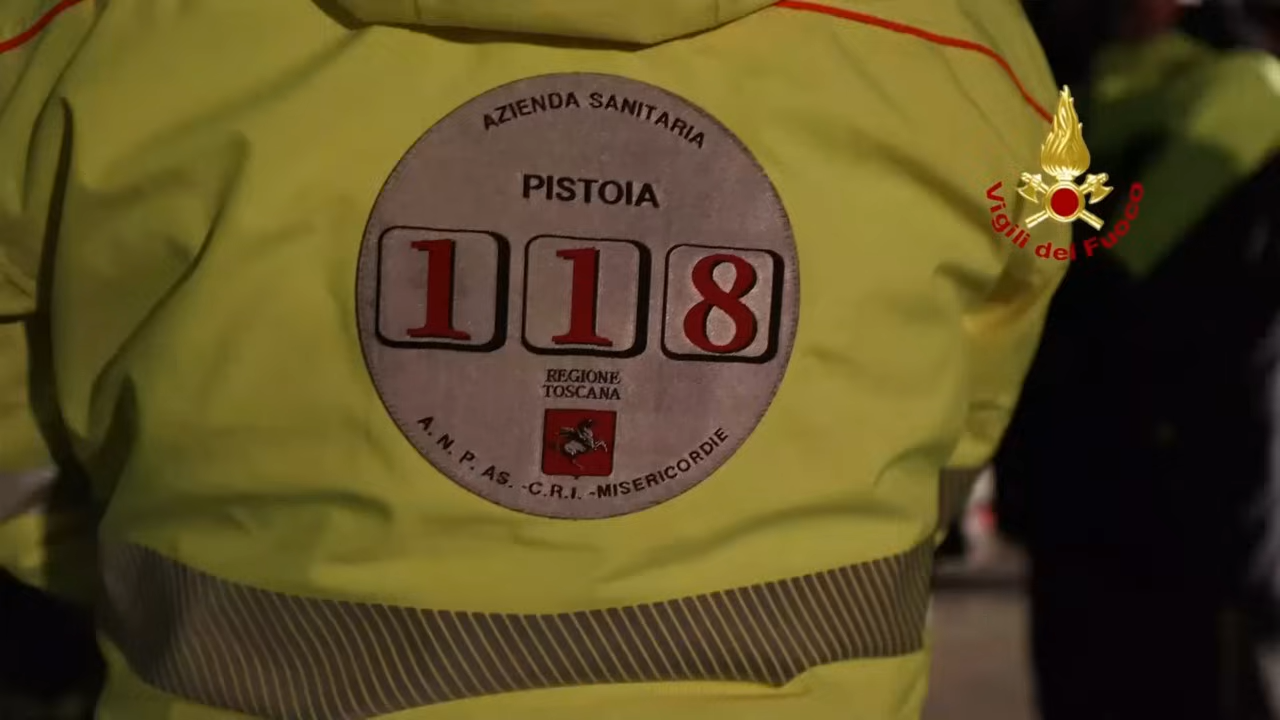 AZIENDA SANITARIA
PISTOIA
118
REGIONE
TOSCANA
A. N. P. AS. -C.R.I. -MISERICORDIE
Vigili del Fuoco